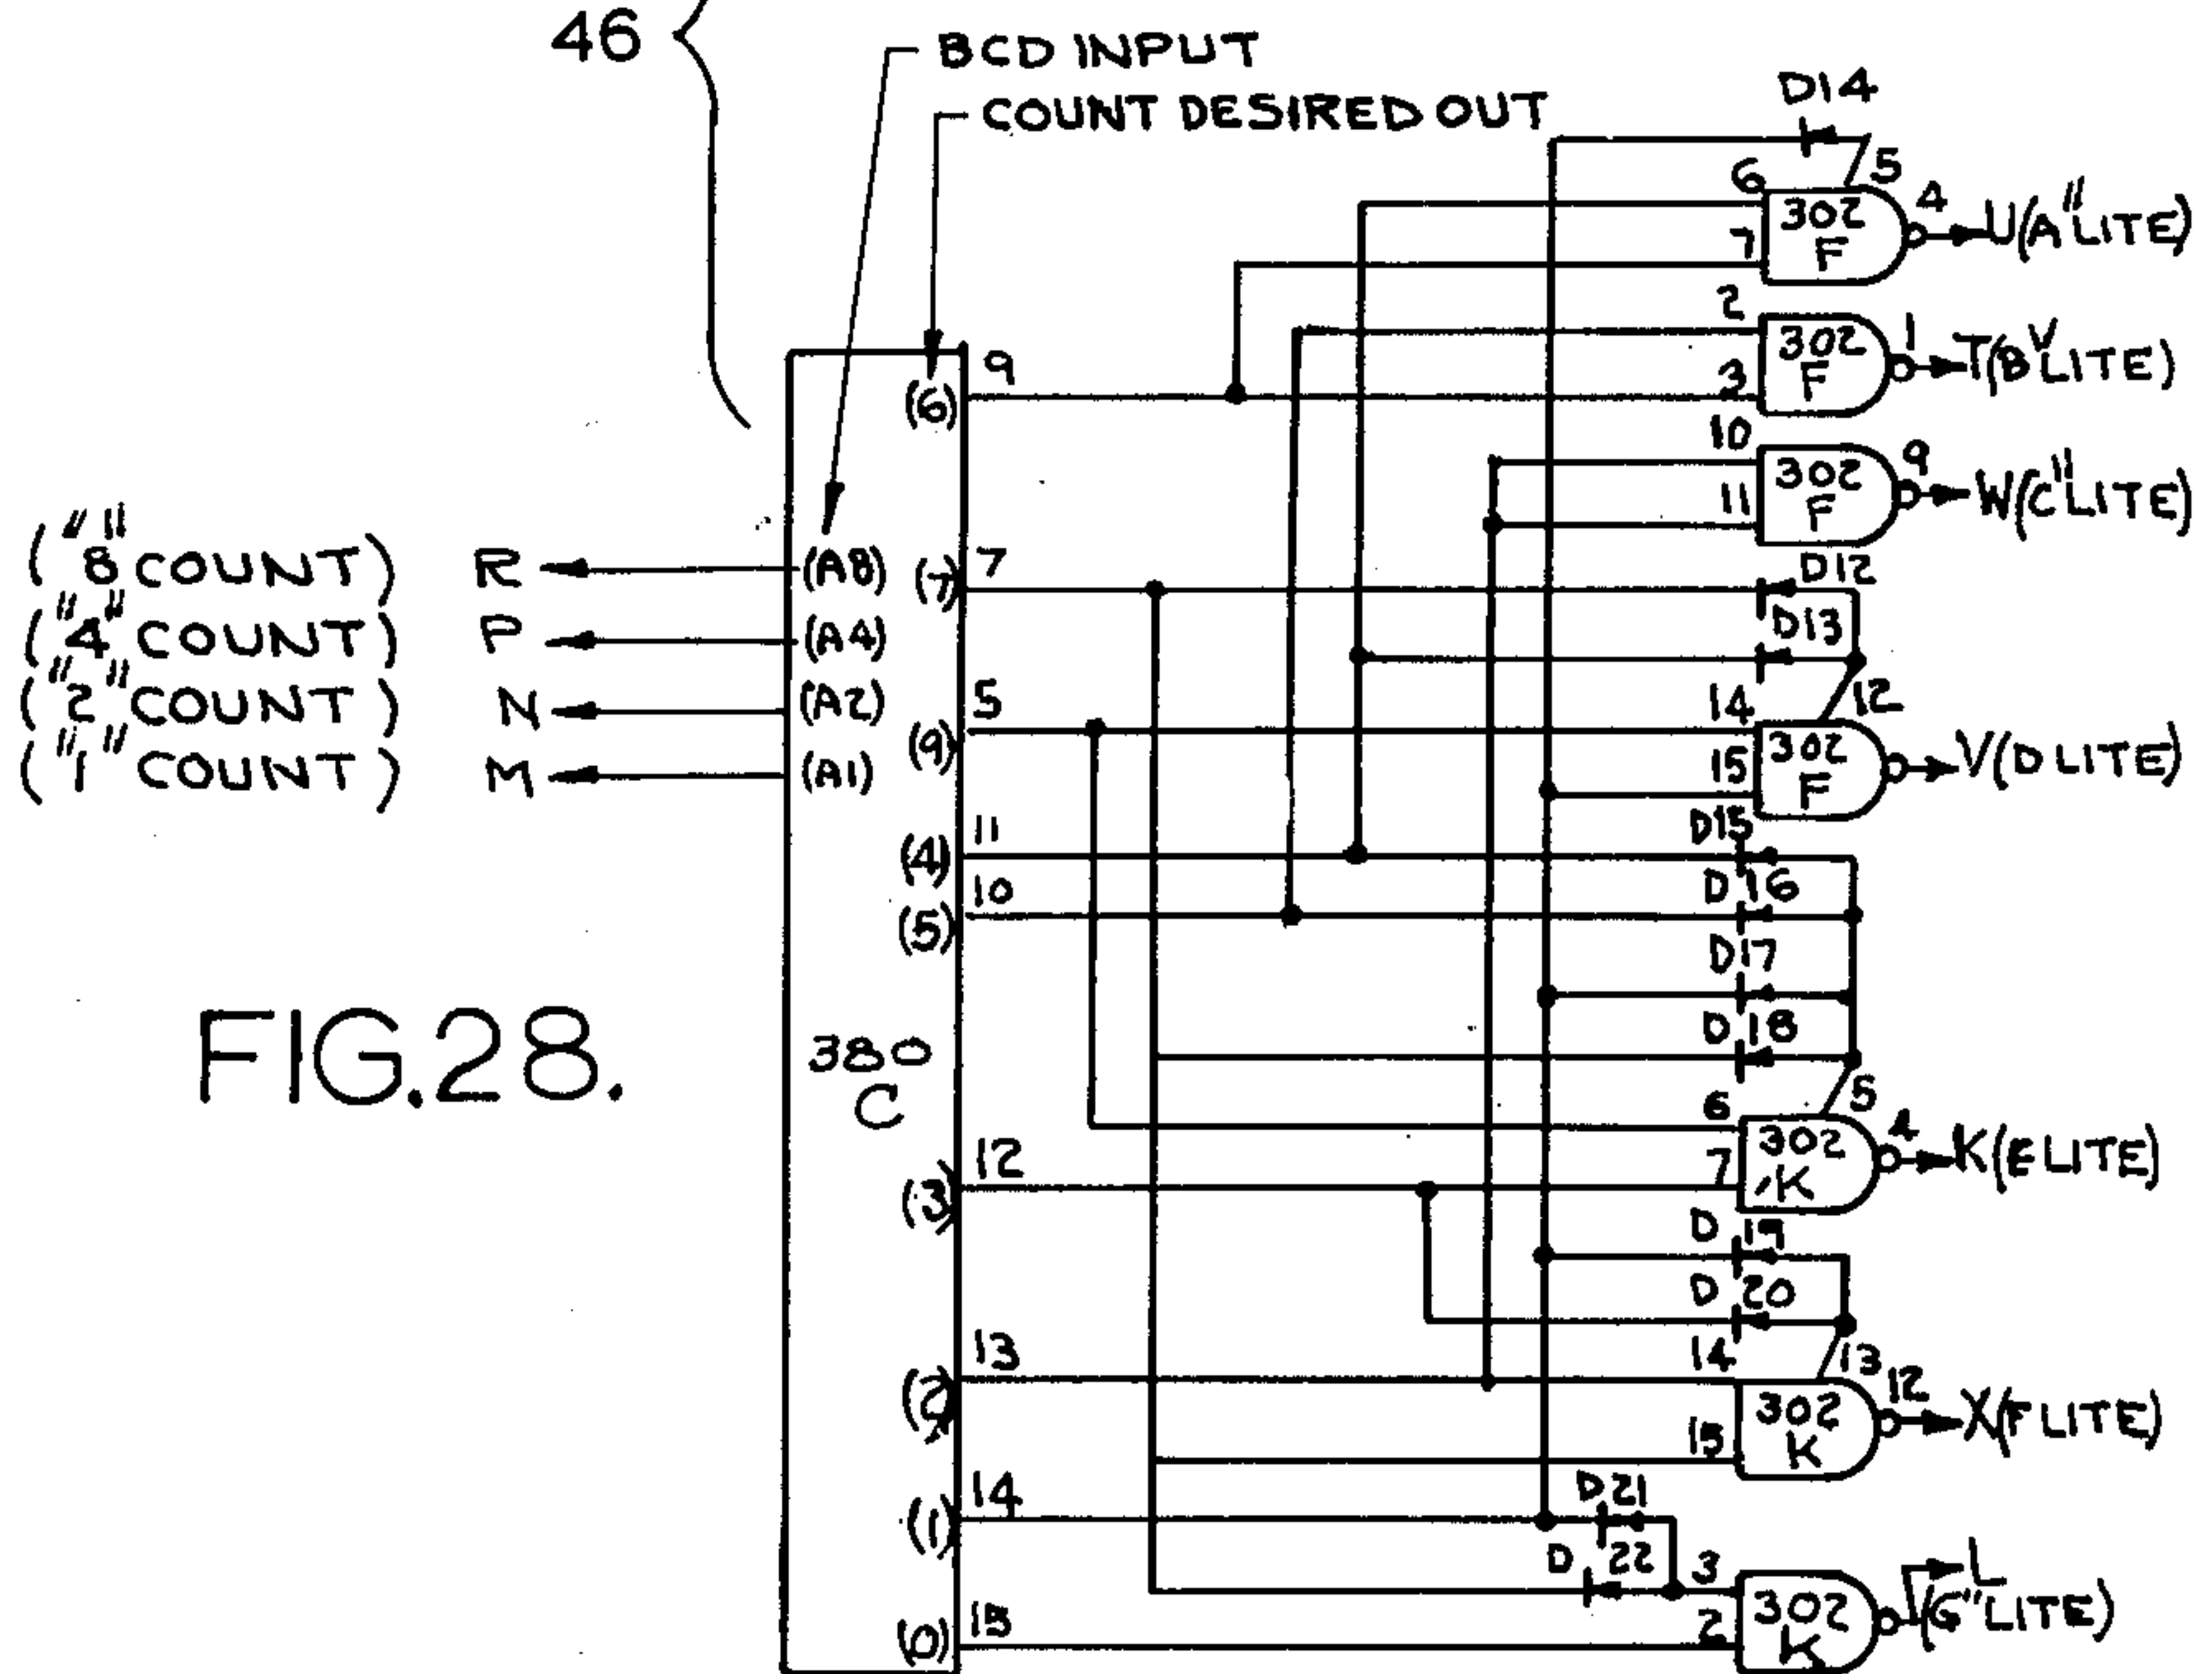 46
BCD INPUT
COUNT DESIRED OUT
D14
6
5
302
F
4
U(A"LITE)
7
2
302
F
1
T(B LITE)
3
9
(6)
10
302
F
9
W(C"LITE)
11
("8" COUNT)
R
(A8)
(7)
7
D12
("4" COUNT)
P
(A4)
D13
("2" COUNT)
N
(A2)
5
14
12
("1" COUNT)
M
(A1)
(9)
15
302
F
V(D LITE)
(4)
11
D15
(5)
10
D16
D17
D18
FIG.28.
380
C
6
5
302
K
4
K(E LITE)
7
(3)
12
D19
D20
(2)
13
14
13
302
K
12
X(F LITE)
15
(1)
14
D21
D22
3
302
K
L
(G"LITE)
2
(0)
15